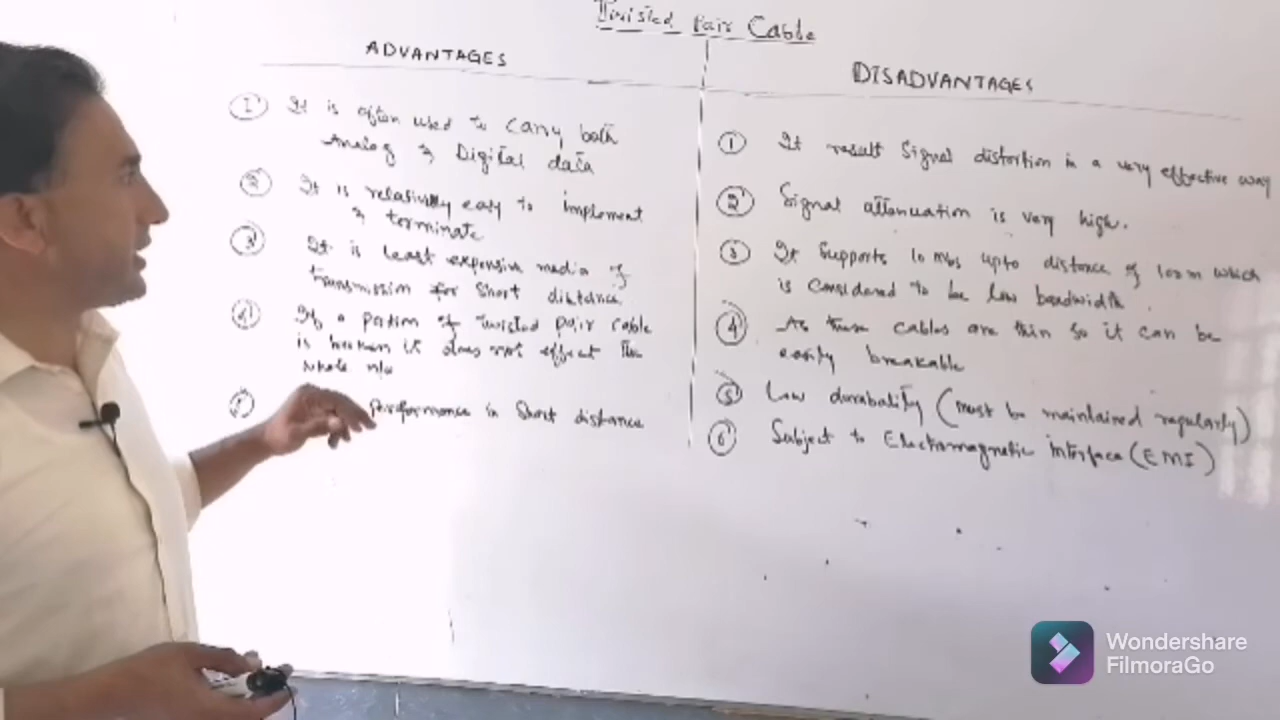 Twisted Pair Cable
ADVANTAGES
① It is often used to carry both
Analog & Digital data
② It is relativlly easy to implement
& terminate
③ It is least expensive media of
transmission for short distance
④ If a portion of Twisted pair cable
is broken it does not effect the
whole n/w
⑤ performance in Short distance
DISADVANTAGES
① It result Signal distortion in a very effective way
② Signal attenuation is very high.
③ It supports 10 mbs upto distance of 100m which
is considered to be low bandwidth
④ As these cables are thin so it can be
easily breakable
⑤ Low durabality (must be maintained regularly)
⑥ Subject to Electromagnetic interface (EMI)
Wondershare
FilmoraGo